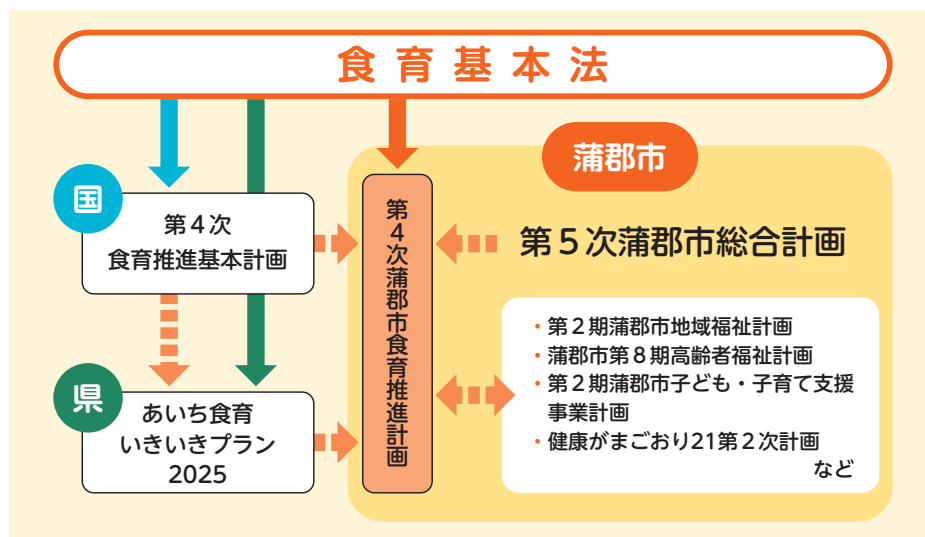 食育基本法
蒲郡市
国
第４次
食育推進基本計画
県
あいち食育
いきいきプラン
2025
第４次蒲郡市食育推進計画
第５次蒲郡市総合計画
・第２期蒲郡市地域福祉計画
・蒲郡市第８期高齢者福祉計画
・第２期蒲郡市子ども・子育て支援
事業計画
・健康がまごおり21第２次計画
など